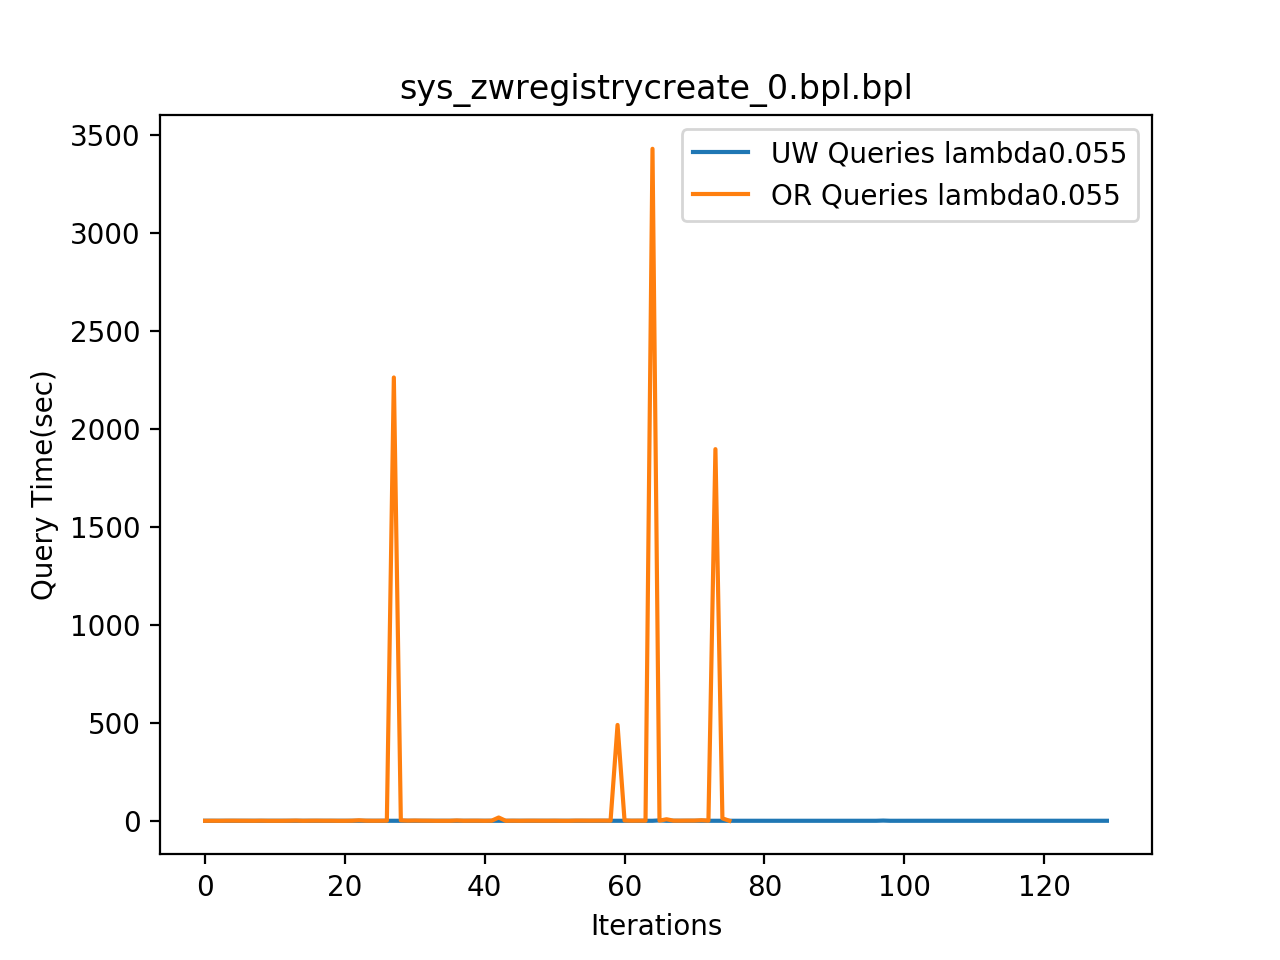 sys_zwregistrycreate_0.bpl.bpl
UW Queries lambda0.055
OR Queries lambda0.055
3500
3000
2500
2000
1500
1000
500
0
Query Time(sec)
0 20 40 60 80 100 120
Iterations